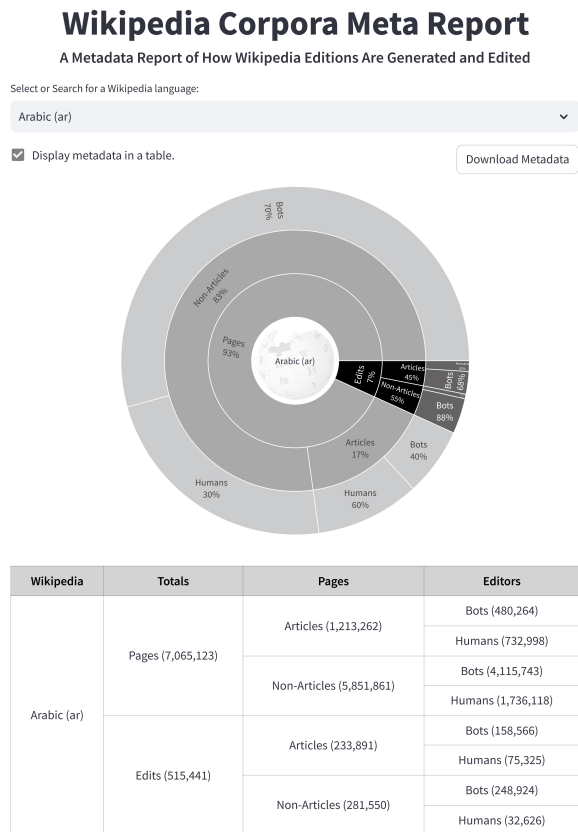 Wikipedia Corpora Meta Report
A Metadata Report of How Wikipedia Editions Are Generated and Edited
Select or Search for a Wikipedia language:
Arabic (ar)
Display metadata in a table.
Download Metadata
Bots
70%
Non-Articles
83%
Pages
93%
Arabic (ar)
Edits
7%
Articles
45%
Non-Articles
55%
Bots
68%
Bots
88%
Articles
17%
Bots
40%
Humans
30%
Humans
60%
Wikipedia Totals Pages Editors
Arabic (ar)
Pages (7,065,123)
Articles (1,213,262)
Bots (480,264)
Humans (732,998)
Non-Articles (5,851,861)
Bots (4,115,743)
Humans (1,736,118)
Edits (515,441)
Articles (233,891)
Bots (158,566)
Humans (75,325)
Non-Articles (281,550)
Bots (248,924)
Humans (32,626)